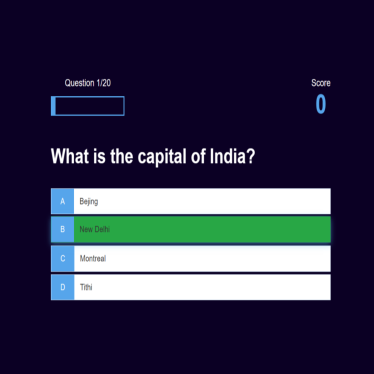 Question 1/20
Score
0
What is the capital of India?
A Bejing
B New Delhi
C Montreal
D Tithi